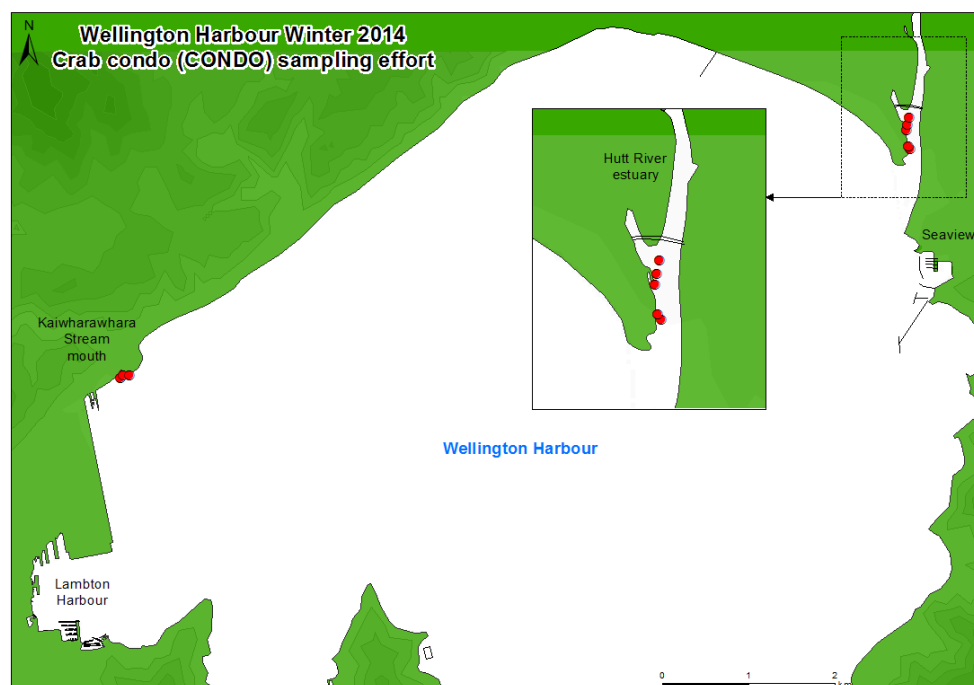 N
Wellington Harbour Winter 2014
Crab condo (CONDO) sampling effort
Hutt River
estuary
Seaview
Kaiwharawhara
Stream
mouth
Wellington Harbour
Lambton
Harbour
0 1 2